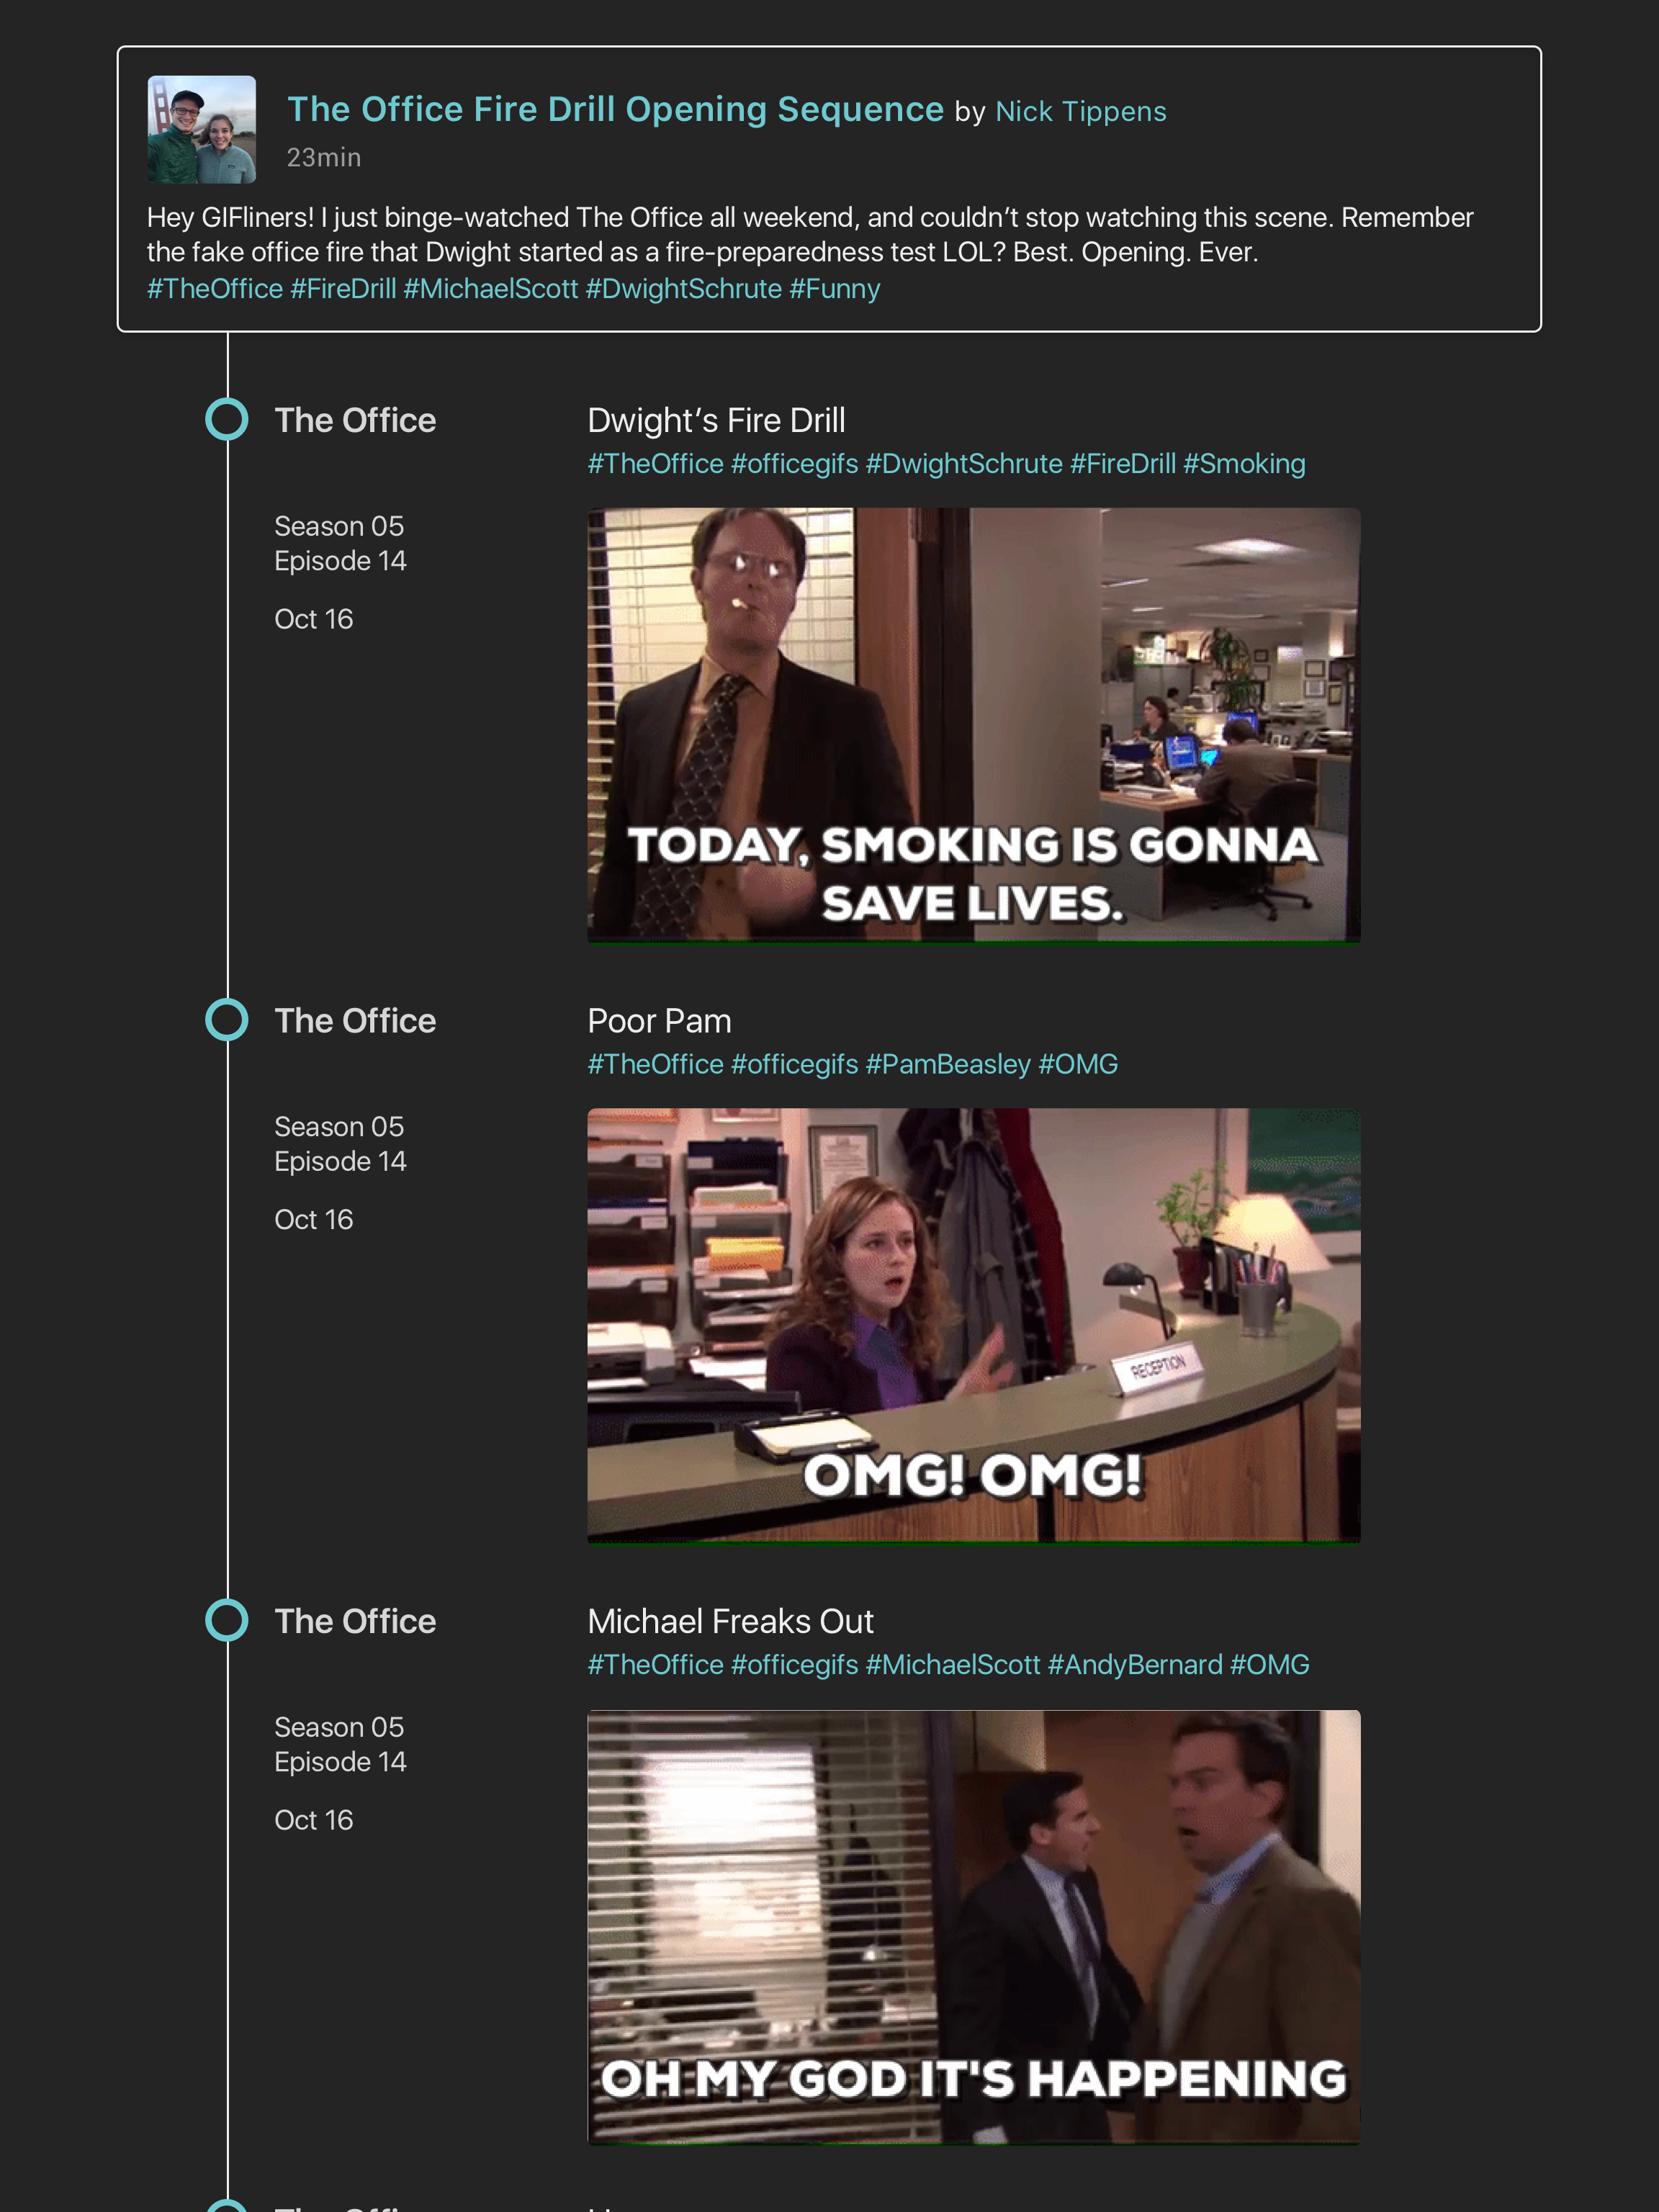 The Office Fire Drill Opening Sequence by Nick Tippens
23min
Hey GIFliners! I just binge-watched The Office all weekend, and couldn’t stop watching this scene. Remember
the fake office fire that Dwight started as a fire-preparedness test LOL? Best. Opening. Ever.
#TheOffice #FireDrill #MichaelScott #DwightSchrute #Funny
The Office
Dwight‘s Fire Drill
#TheOffice #officegifs #DwightSchrute #FireDrill #Smoking
Season 05
Episode 14
Oct 16
TODAY, SMOKING IS GONNA
SAVE LIVES.
The Office
Poor Pam
#TheOffice #officegifs #PamBeasley #OMG
Season 05
Episode 14
Oct 16
RECEPTION
OMG! OMG!
The Office
Michael Freaks Out
#TheOffice #officegifs #MichaelScott #AndyBernard #OMG
Season 05
Episode 14
Oct 16
OH MY GOD IT'S HAPPENING